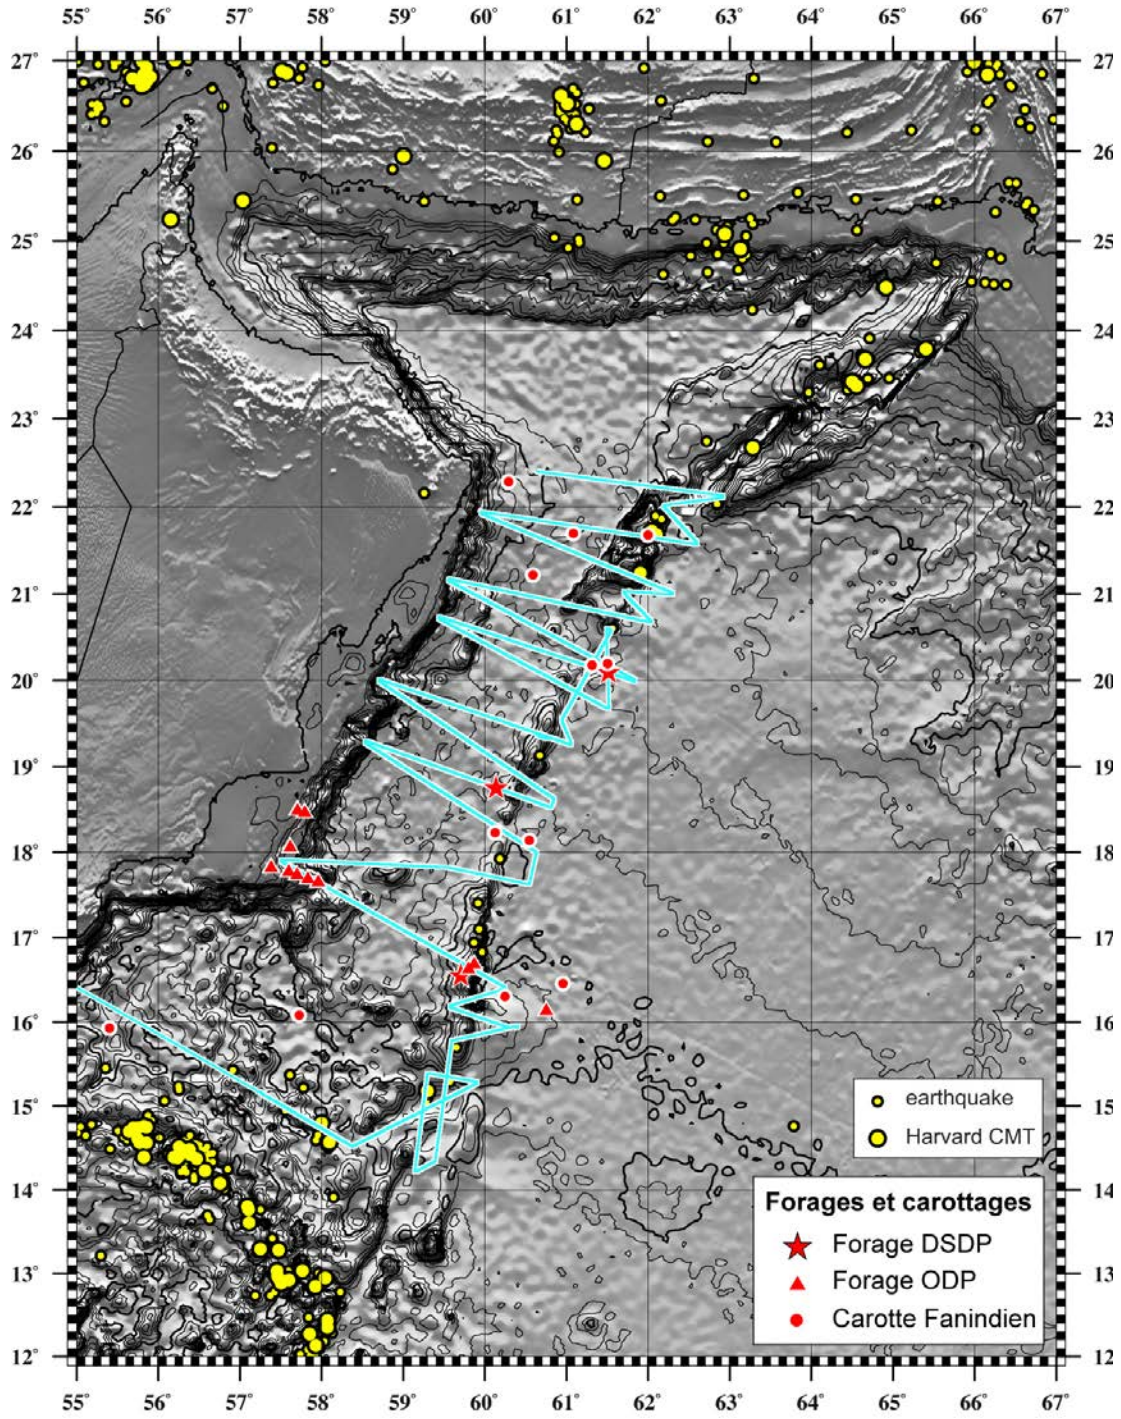 55° 56° 57° 58° 59° 60° 61° 62° 63° 64° 65° 66° 67°
27° 27
26° 26
25° 25
24° 24
23° 23
22° 22
21° 21
20° 20
19° 19
18° 18
17° 17
16° 16
15° 15
earthquake
Harvard CMT
14° 14
Forages et carottages
Forage DSDP
13° 13
Forage ODP
Carotte Fanindien
12° 12
55° 56° 57° 58° 59° 60° 61° 62° 63° 64° 65° 66° 67°